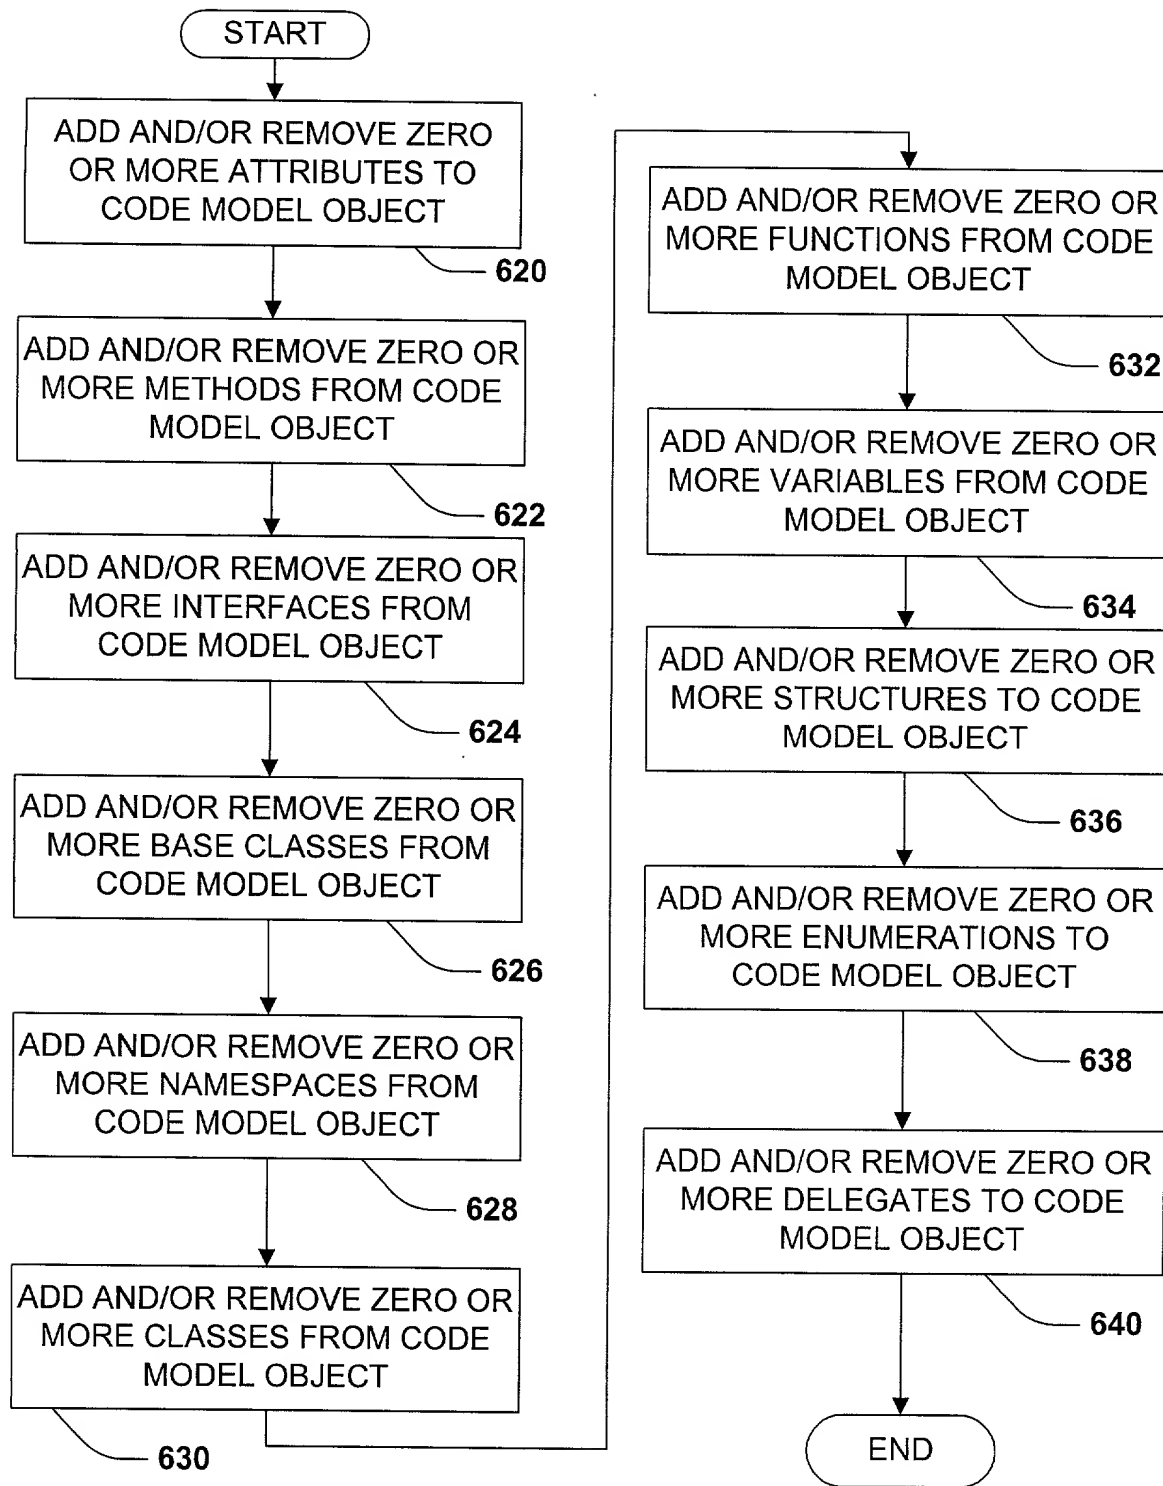 START
ADD AND/OR REMOVE ZERO
OR MORE ATTRIBUTES TO
CODE MODEL OBJECT
620
ADD AND/OR REMOVE ZERO OR
MORE METHODS FROM CODE
MODEL OBJECT
622
ADD AND/OR REMOVE ZERO OR
MORE INTERFACES FROM
CODE MODEL OBJECT
624
ADD AND/OR REMOVE ZERO OR
MORE BASE CLASSES FROM
CODE MODEL OBJECT
626
ADD AND/OR REMOVE ZERO OR
MORE NAMESPACES FROM
CODE MODEL OBJECT
628
ADD AND/OR REMOVE ZERO OR
MORE CLASSES FROM CODE
MODEL OBJECT
630
ADD AND/OR REMOVE ZERO OR
MORE FUNCTIONS FROM CODE
MODEL OBJECT
632
ADD AND/OR REMOVE ZERO OR
MORE VARIABLES FROM CODE
MODEL OBJECT
634
ADD AND/OR REMOVE ZERO OR
MORE STRUCTURES TO CODE
MODEL OBJECT
636
ADD AND/OR REMOVE ZERO OR
MORE ENUMERATIONS TO
CODE MODEL OBJECT
638
ADD AND/OR REMOVE ZERO OR
MORE DELEGATES TO CODE
MODEL OBJECT
640
END